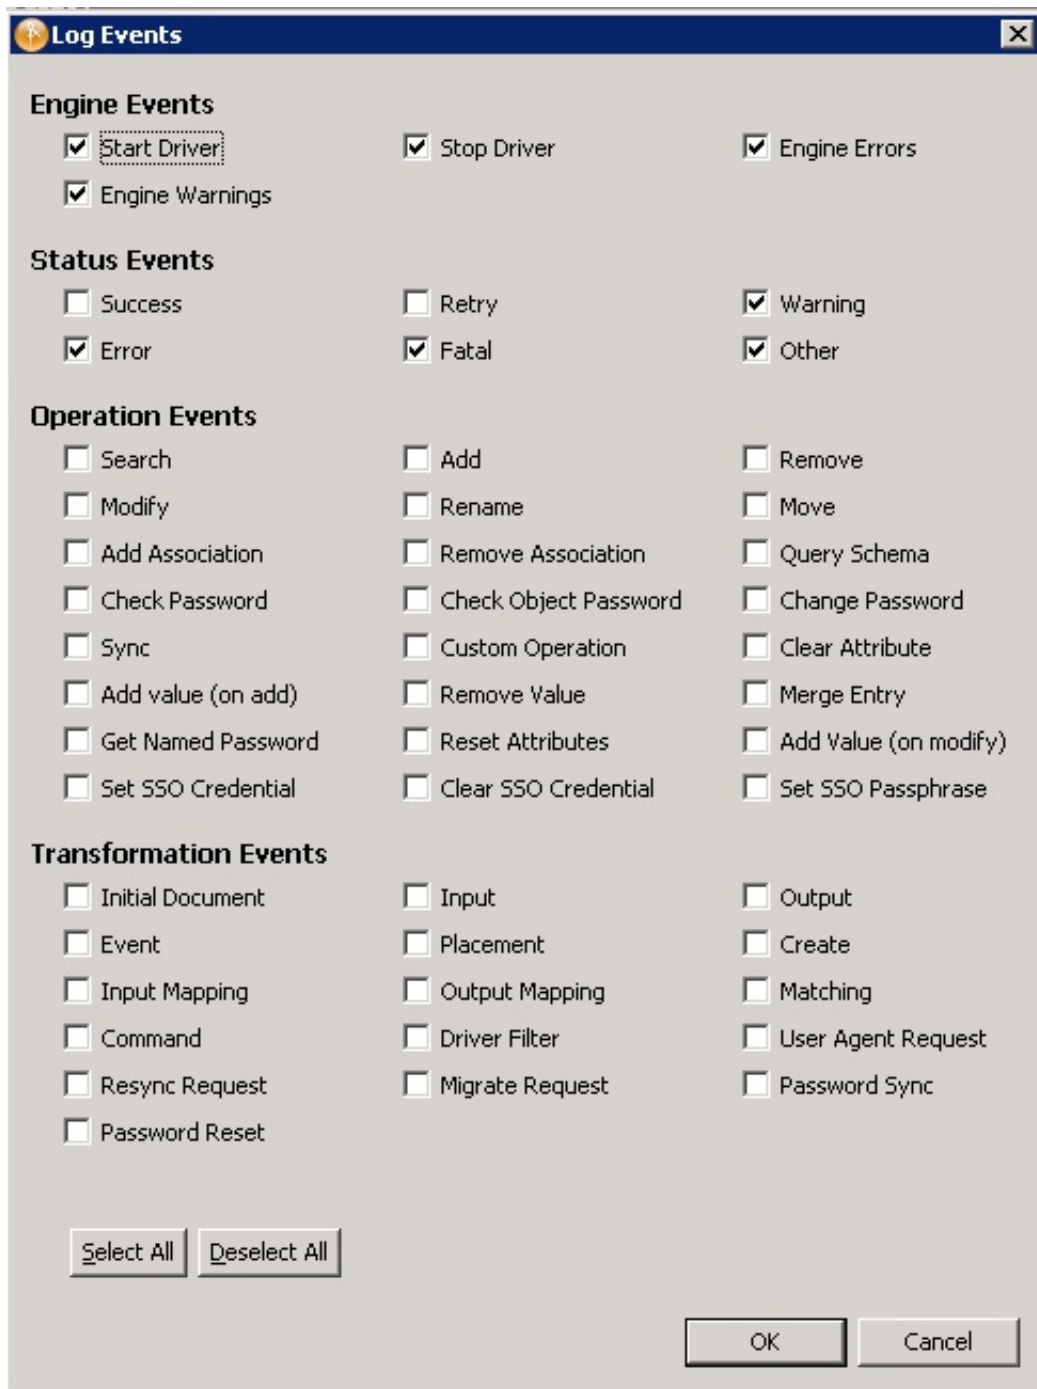 Log Events
Engine Events
Start Driver Stop Driver Engine Errors
Engine Warnings
Status Events
Success Retry Warning
Error Fatal Other
Operation Events
Search Add Remove
Modify Rename Move
Add Association Remove Association Query Schema
Check Password Check Object Password Change Password
Sync Custom Operation Clear Attribute
Add value (on add) Remove Value Merge Entry
Get Named Password Reset Attributes Add Value (on modify)
Set SSO Credential Clear SSO Credential Set SSO Passphrase
Transformation Events
Initial Document Input Output
Event Placement Create
Input Mapping Output Mapping Matching
Command Driver Filter User Agent Request
Resync Request Migrate Request Password Sync
Password Reset
Select All Deselect All
OK Cancel